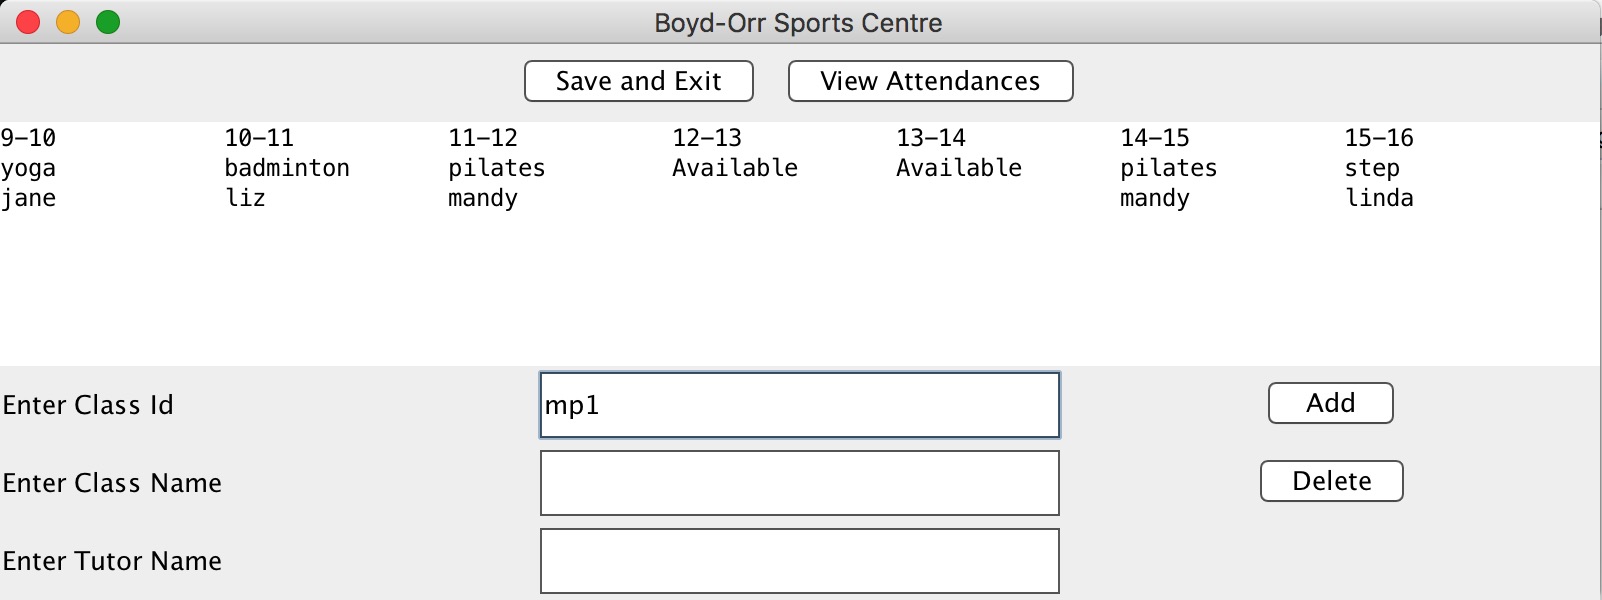 Boyd-Orr Sports Centre
Save and Exit View Attendances
9-10 10-11 11-12 12-13 13-14 14-15 15-16
yoga badminton pilates Available Available pilates step
jane liz mandy mandy linda
Enter Class Id mp1 Add
Enter Class Name Delete
Enter Tutor Name